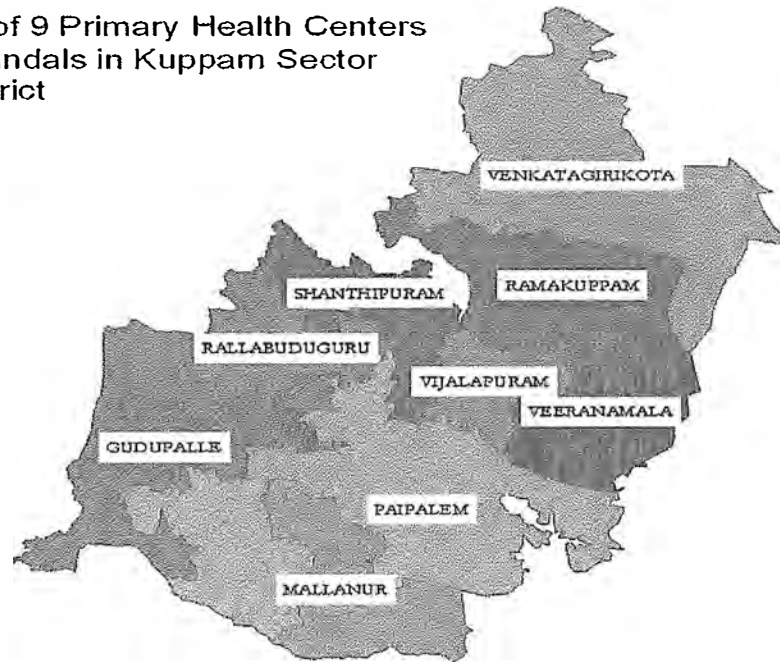 of 9 Primary Health Centers
ndals in Kuppam Sector
rict
VENKATAGIRIKOTA
SHANTHIPURAM
RAMAKUPPAM
RALLABUDUGURU
VIJALAPURAM
VEERANAMALA
GUDUPALLE
PAIPALEM
MALLANUR